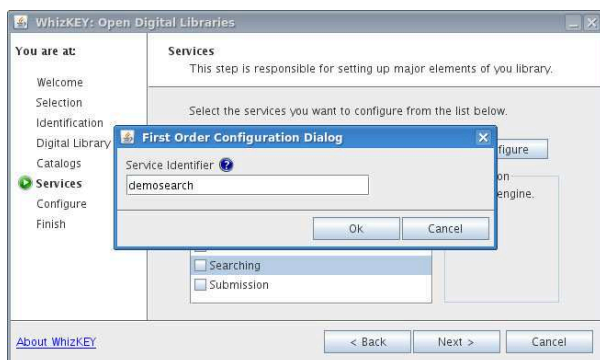 WhizKEY: Open Digital Libraries
You are at:
Welcome
Selection
Identification
Digital Library
Catalogs
Services
Configure
Finish
About WhizKEY
Services
This step is responsible for setting up major elements of you library.
Select the services you want to configure from the list below.
figure
on
engine.
First Order Configuration Dialog
Service Identifier ?
demosearch
Ok Cancel
Searching
Submission
< Back Next > Cancel